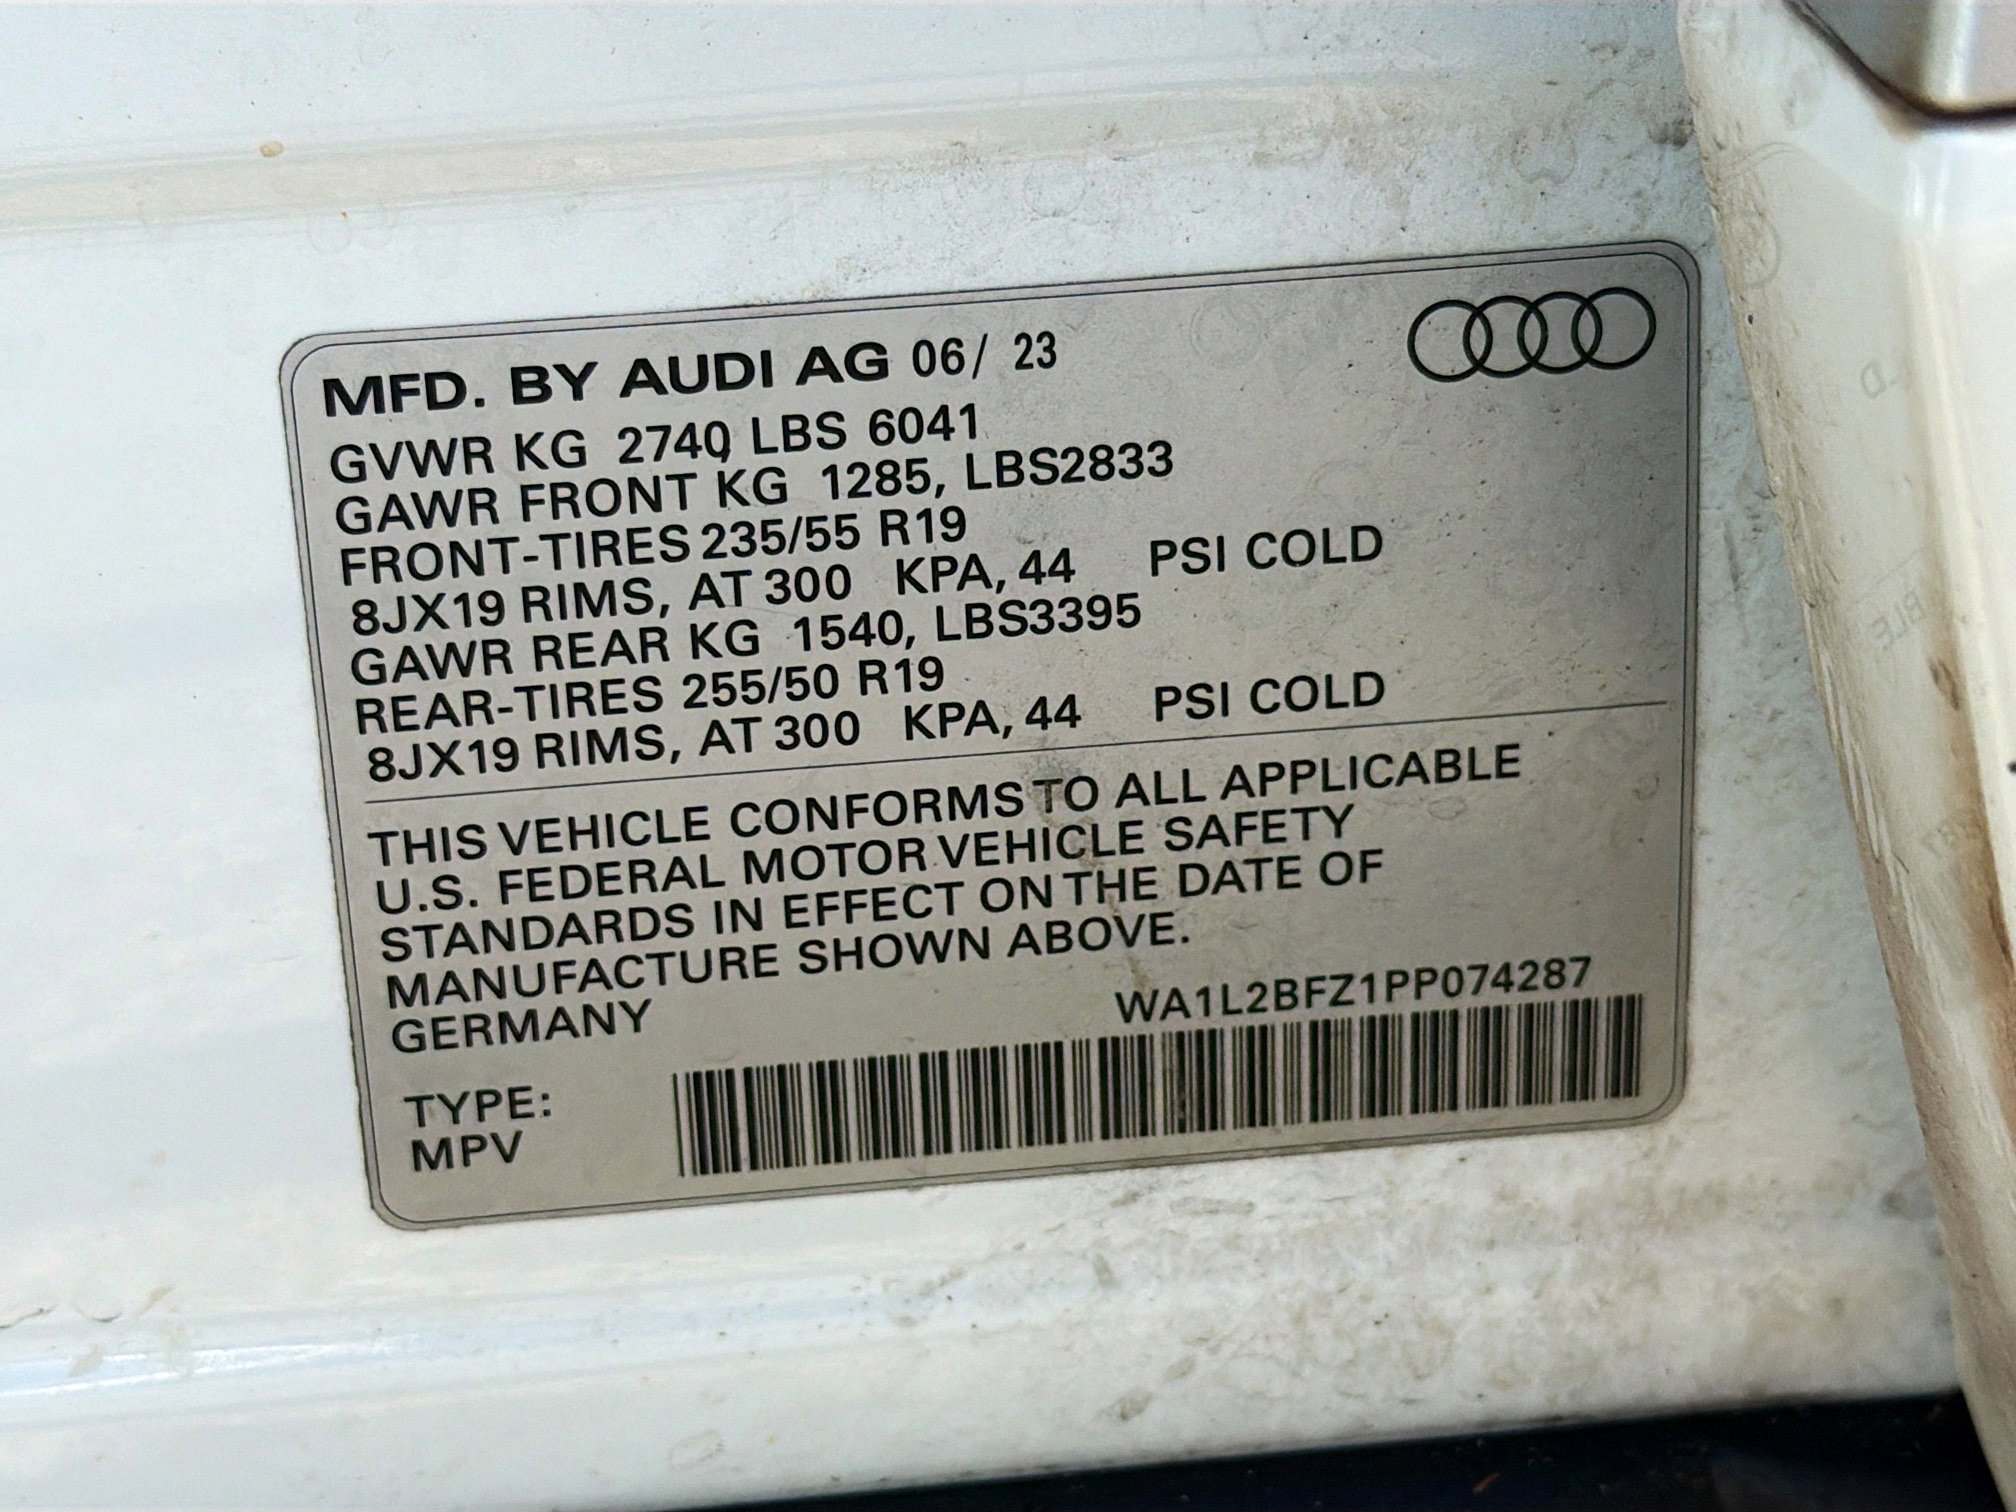 MFD. BY AUDI AG 06/ 23
GVWR KG 2740, LBS 6041
GAWR FRONT KG 1285, LBS2833
FRONT-TIRES 235/55 R19
8JX19 RIMS, AT 300 KPA, 44 PSI COLD
GAWR REAR KG 1540, LBS3395
REAR-TIRES 255/50 R19
8JX19 RIMS, AT 300 KPA, 44 PSI COLD
THIS VEHICLE CONFORMS TO ALL APPLICABLE
U.S. FEDERAL MOTOR VEHICLE SAFETY
STANDARDS IN EFFECT ON THE DATE OF
MANUFACTURE SHOWN ABOVE.
GERMANY WA1L2BFZ1PP074287
TYPE:
MPV